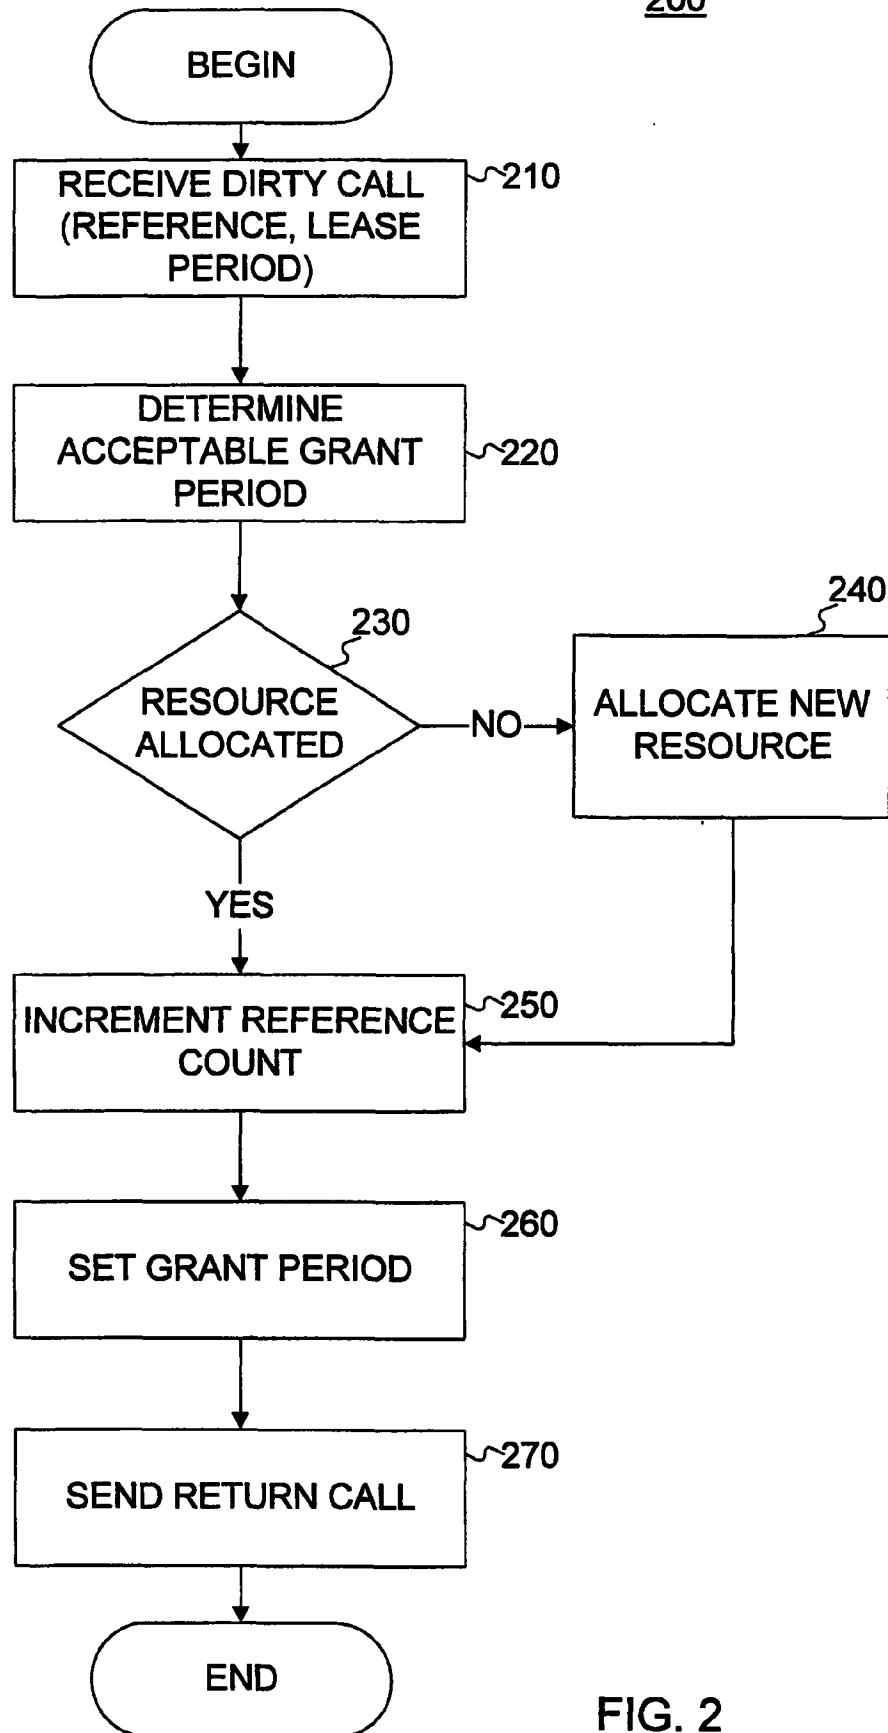 200
BEGIN
RECEIVE DIRTY CALL
(REFERENCE, LEASE
PERIOD)
210
DETERMINE
ACCEPTABLE GRANT
PERIOD
220
230
RESOURCE
ALLOCATED
NO
240
ALLOCATE NEW
RESOURCE
YES
INCREMENT REFERENCE
COUNT
250
SET GRANT PERIOD
260
SEND RETURN CALL
270
END
FIG. 2